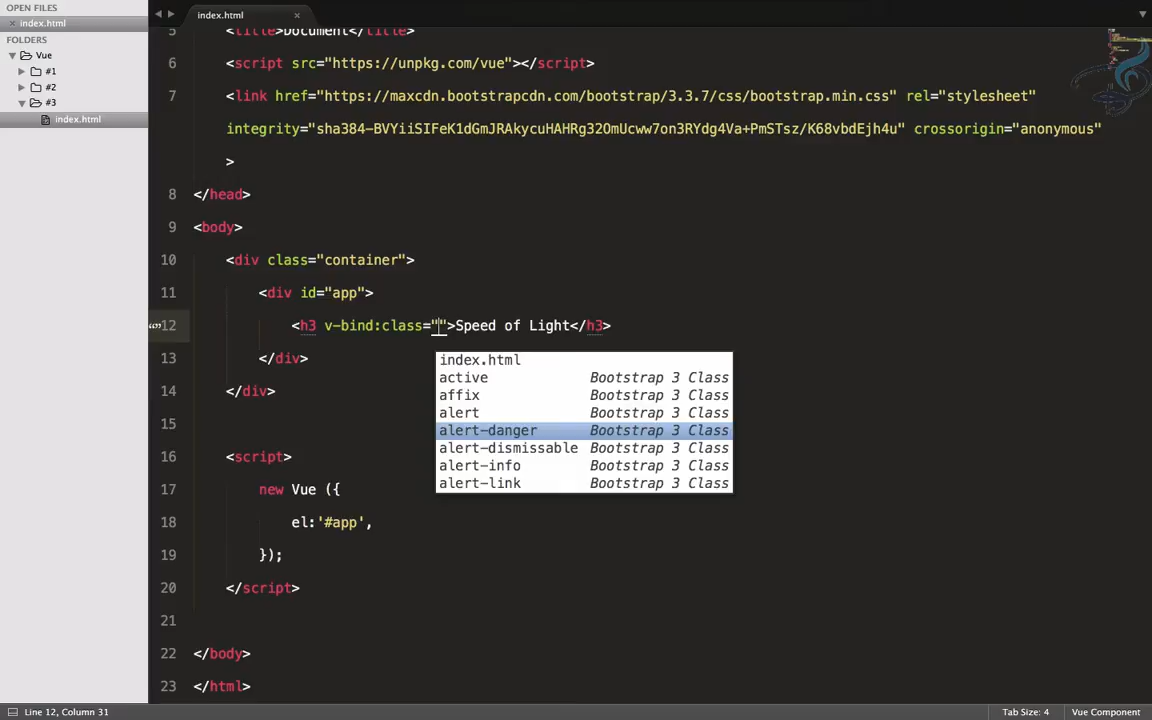 OPEN FILES
× index.html
FOLDERS
Vue
#1
#2
#3
index.html
index.html ×
5 <title>Document</title>
6 <script src="https://unpkg.com/vue"></script>
7 <link href="https://maxcdn.bootstrapcdn.com/bootstrap/3.3.7/css/bootstrap.min.css" rel="stylesheet"
integrity="sha384-BVYiiSIFeK1dGmJRAkycuHAHRg32OmUcww7on3RYdg4Va+PmSTsz/K68vbdEjh4u" crossorigin="anonymous"
>
8 </head>
9 <body>
10 <div class="container">
11 <div id="app">
12 <h3 v-bind:class="">Speed of Light</h3>
13 </div>
14 </div>
15
16 <script>
17 new Vue ({
18 el:'#app',
19 });
20 </script>
21
22 </body>
23 </html>
index.html
active Bootstrap 3 Class
affix Bootstrap 3 Class
alert Bootstrap 3 Class
alert-danger Bootstrap 3 Class
alert-dismissable Bootstrap 3 Class
alert-info Bootstrap 3 Class
alert-link Bootstrap 3 Class
Line 12, Column 31
Tab Size: 4
Vue Component